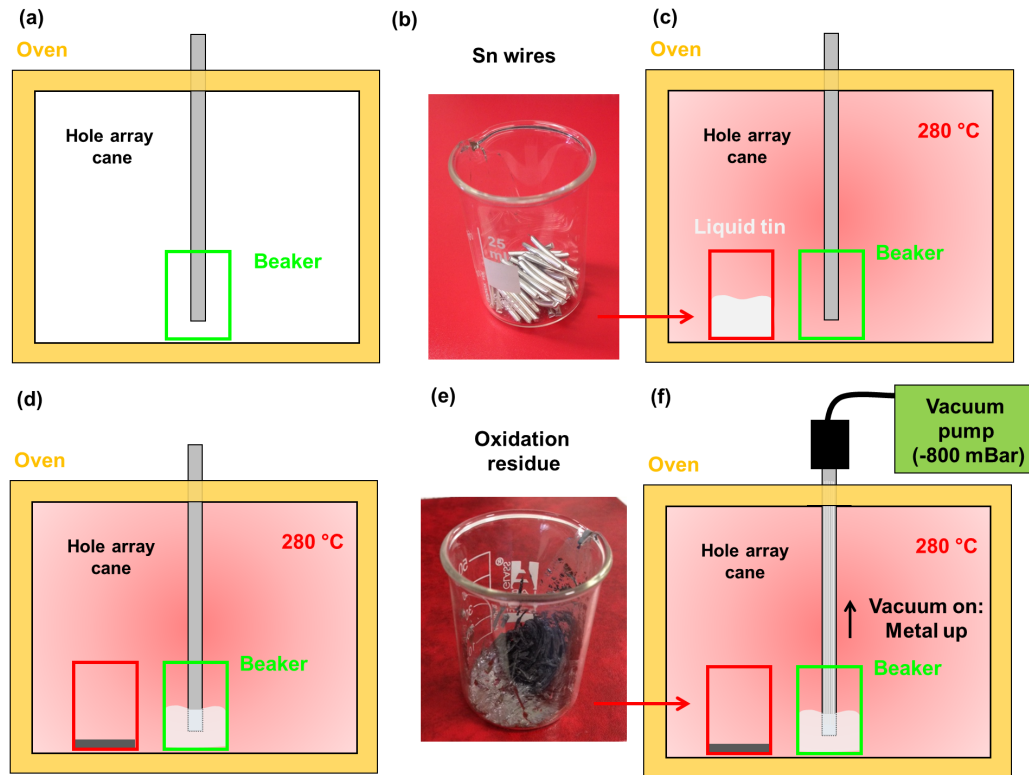 (a)
Oven
Hole array
cane
Beaker
(b)
Sn wires
25
(c)
Oven
Hole array
cane
280 °C
Liquid tin
Beaker
(d)
Oven
Hole array
cane
280 °C
Beaker
(e)
Oxidation
residue
(f)
Vacuum
pump
(-800 mBar)
Oven
Hole array
cane
280 °C
Vacuum on:
Metal up
Beaker